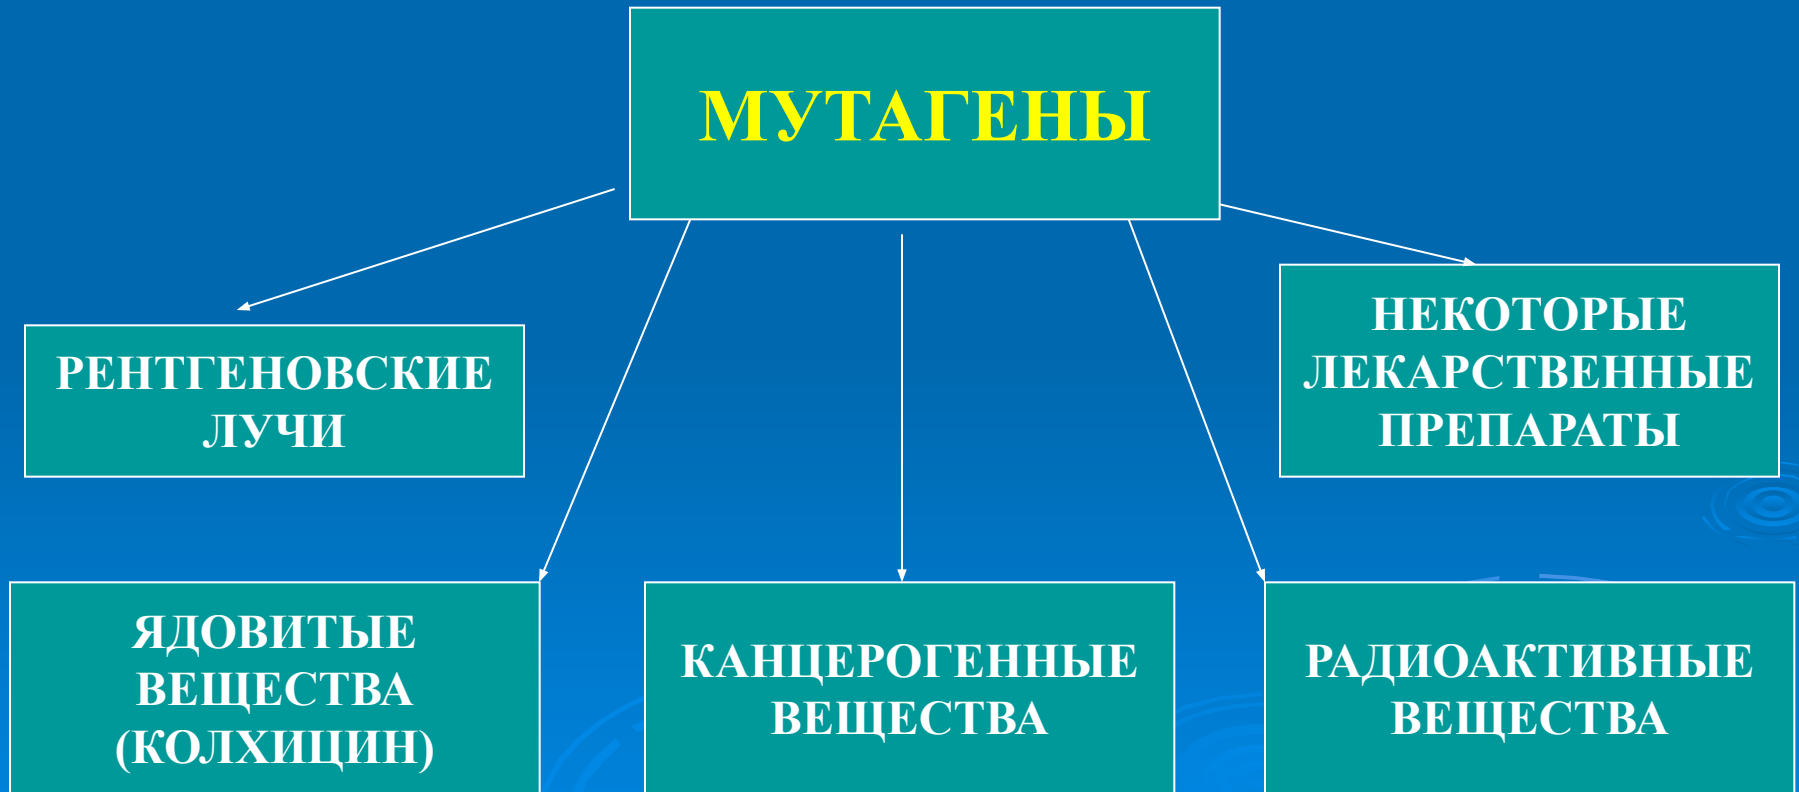 МУТАГЕНЫ
РЕНТГЕНОВСКИЕ
ЛУЧИ
НЕКОТОРЫЕ
ЛЕКАРСТВЕННЫЕ
ПРЕПАРАТЫ
ЯДОВИТЫЕ
ВЕЩЕСТВА
(КОЛХИЦИН)
КАНЦЕРОГЕННЫЕ
ВЕЩЕСТВА
РАДИОАКТИВНЫЕ
ВЕЩЕСТВА